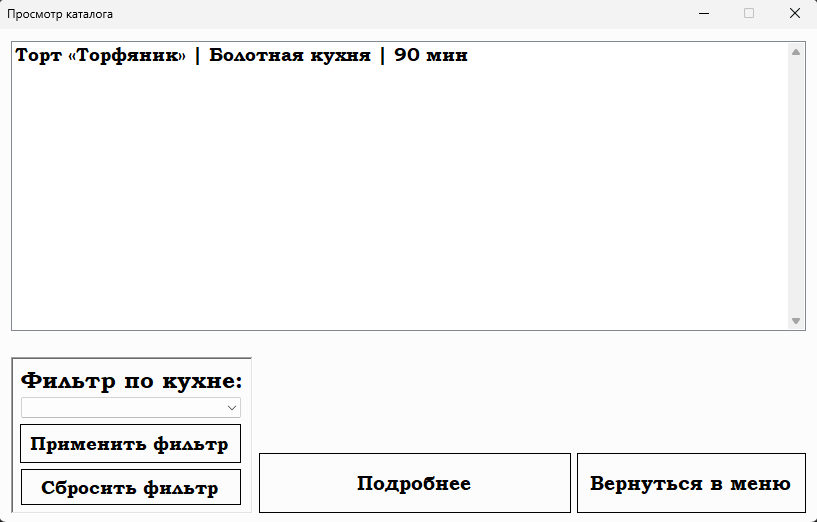 Просмотр каталога
Торт «Торфяник» | Болотная кухня | 90 мин
Фильтр по кухне:
Применить фильтр
Сбросить фильтр
Подробнее
Вернуться в меню